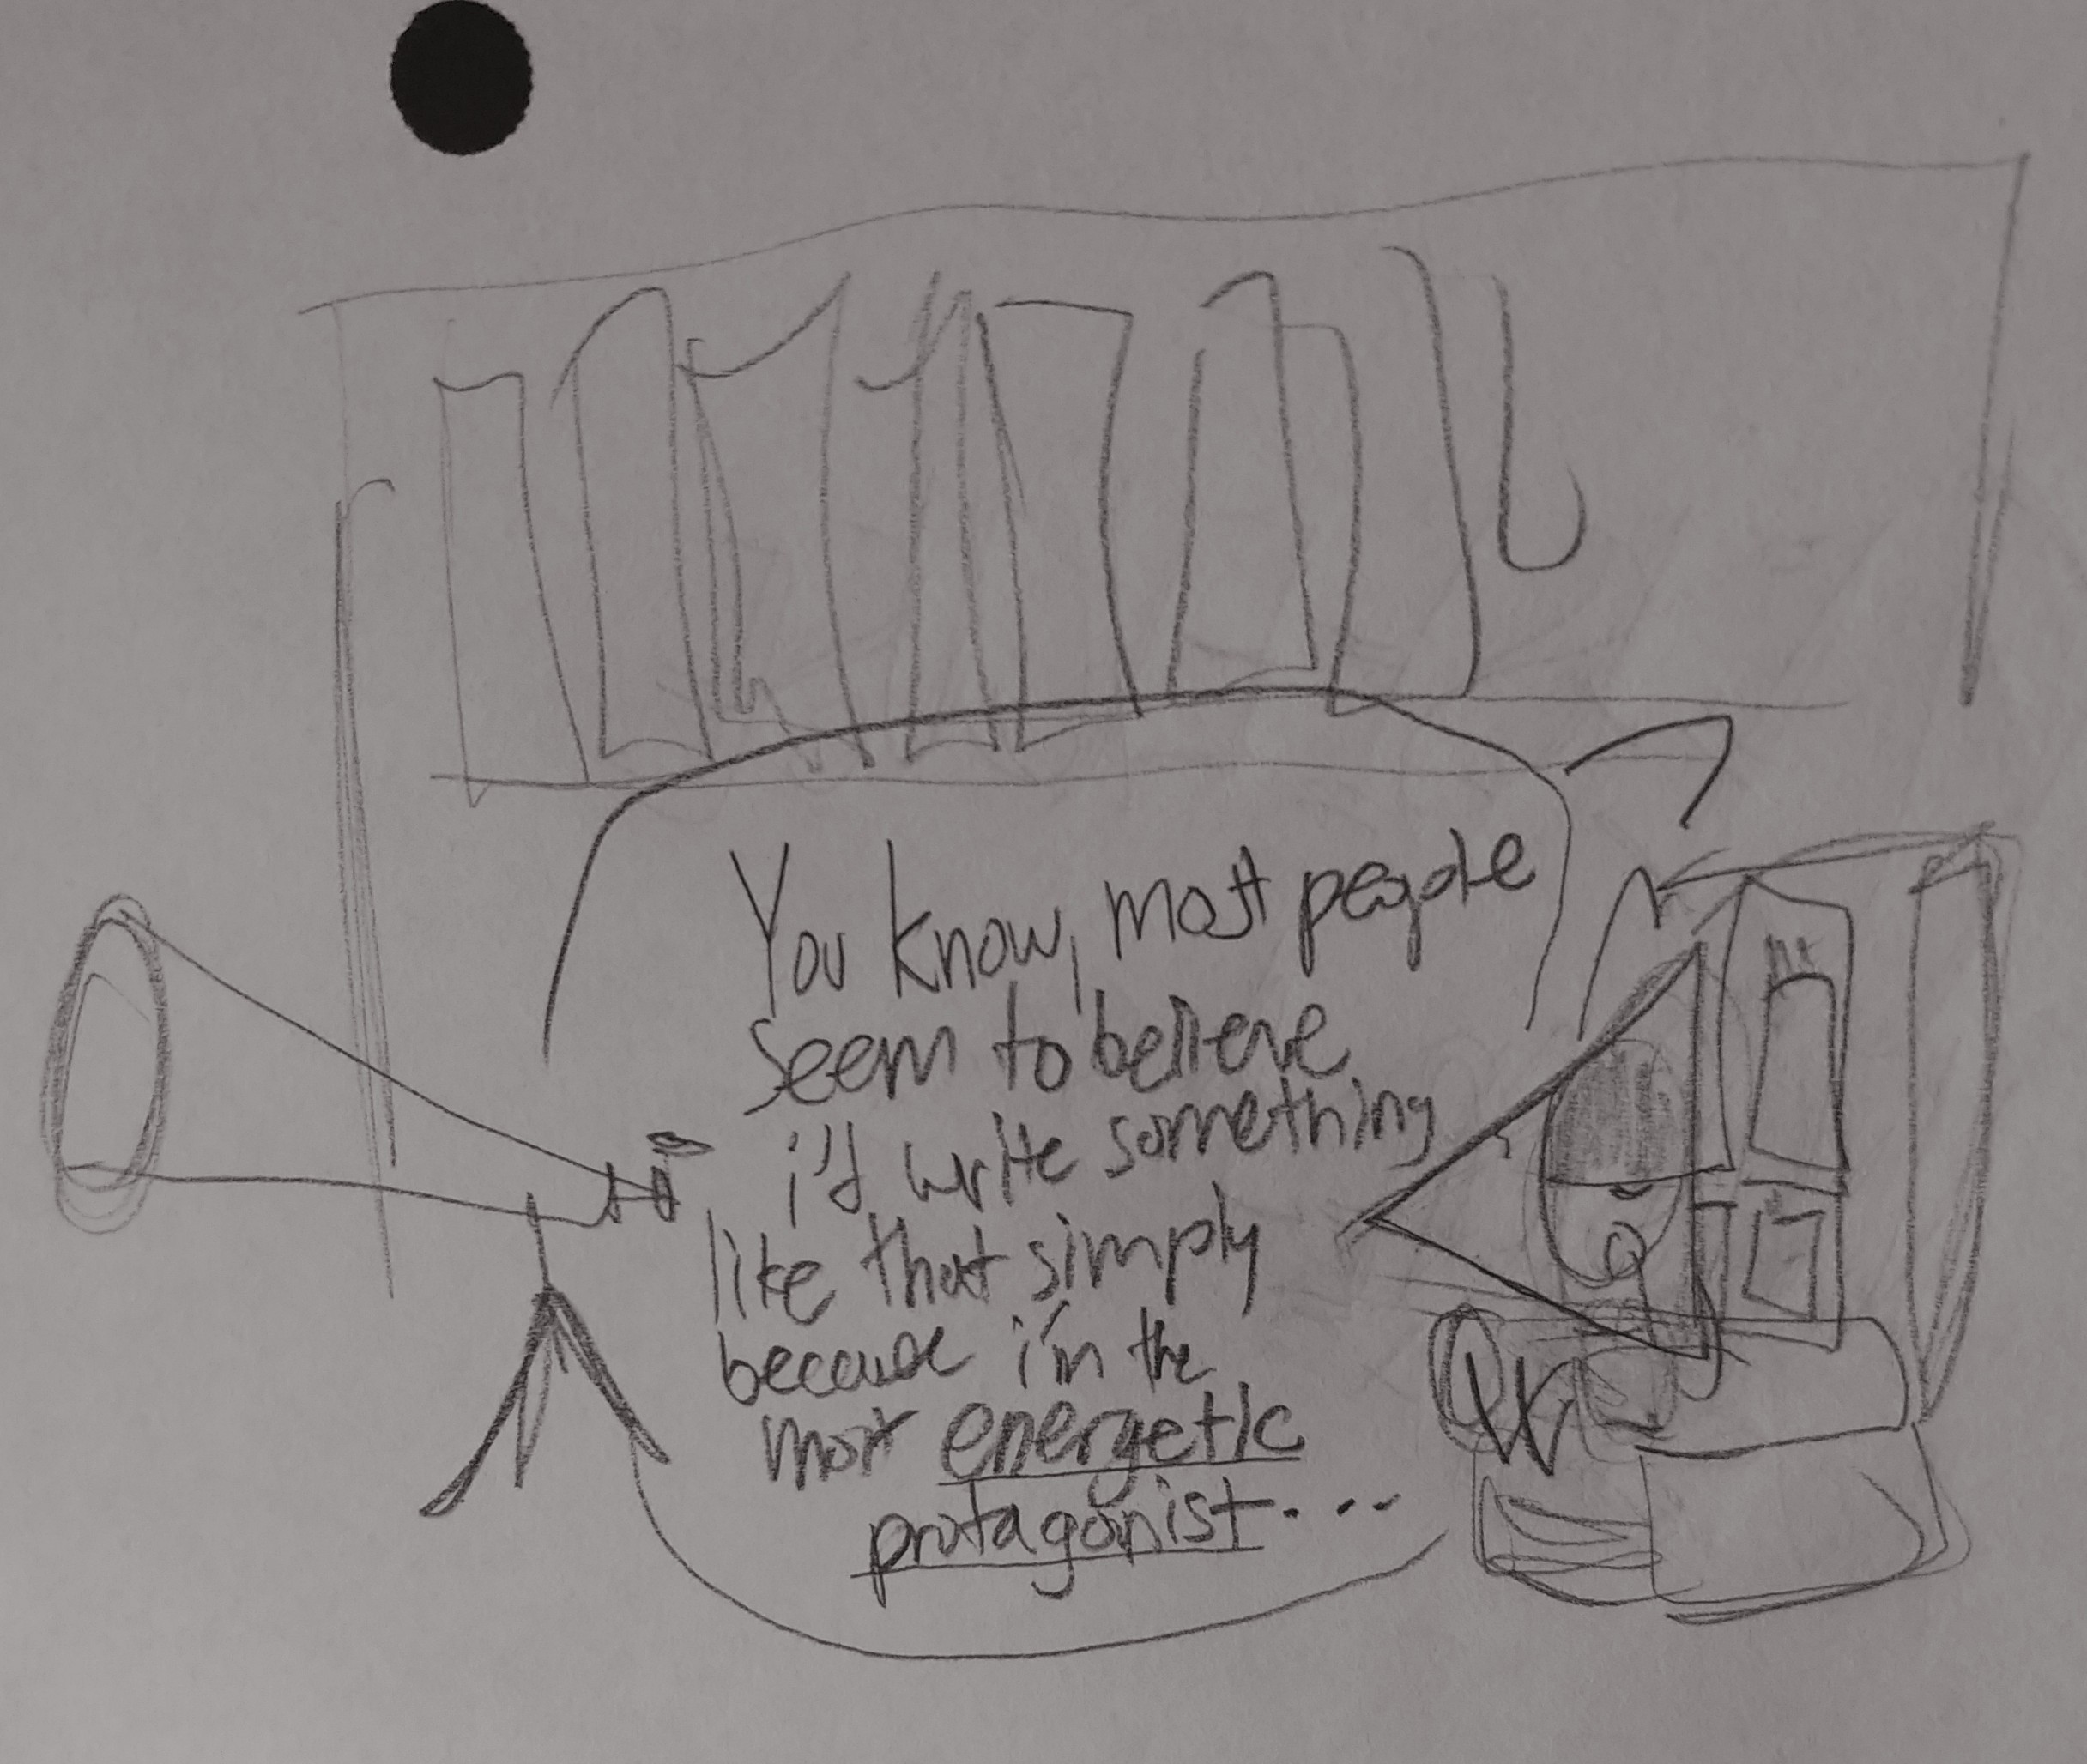 You know, most people
seem to believe
i'd write something
like that simply
because i'm the
most energetic
protagonist...